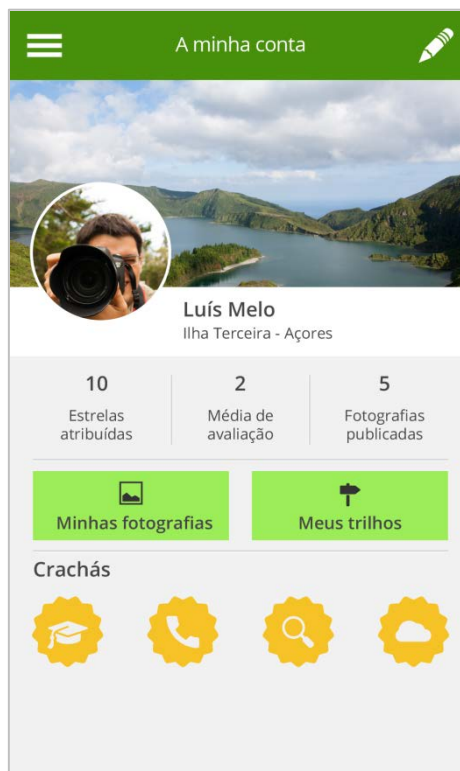 A minha conta
Luís Melo
Ilha Terceira - Açores
10
Estrelas
atribuídas
2
Média de
avaliação
5
Fotografias
publicadas
Minhas fotografias
Meus trilhos
Crachás